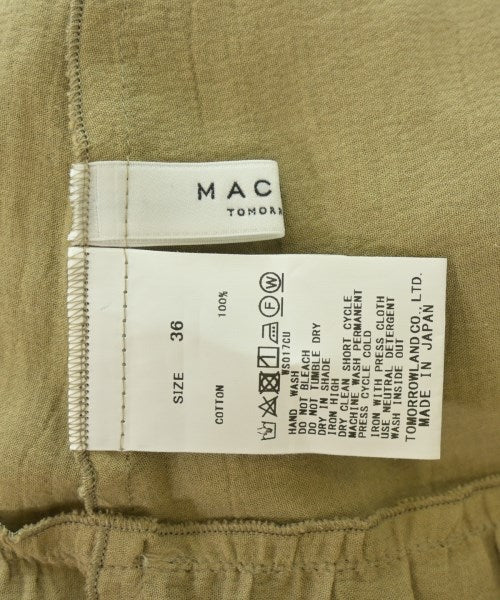 MAC
TOMORR
SIZE 36
COTTON 100%
WS017CU
HAND WASH
DO NOT BLEACH
DO NOT TUMBLE DRY
DRY IN SHADE
IRON HIGH
DRY CLEAN SHORT CYCLE
MACHINE WASH PERMANENT
PRESS CYCLE COLD
IRON WITH PRESS CLOTH
USE NEUTRAL DETERGENT
WASH INSIDE OUT
TOMORROWLAND CO., LTD.
MADE IN JAPAN